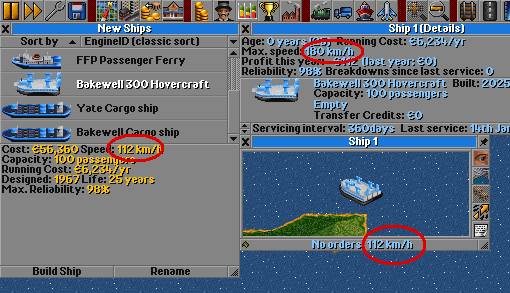 New Ships
Sort by EngineID (classic sort)
FFP Passenger Ferry
Bakewell 300 Hovercraft
Yate Cargo ship
Bakewell Cargo ship
Cost: €56,360 Speed: 112 km/h
Capacity: 100 passengers
Running Cost: €6,234/yr
Designed: 1967 Life: 25 years
Max. Reliability: 98%
Build Ship Rename
Ship 1 (Details)
Age: 0 years Running Cost: €6,234/yr
Max. speed: 180 km/h
Profit this year: (last year: €0)
Reliability: 98% Breakdowns since last service: 0
Bakewell 300 Hovercraft Built: 2025
Capacity: 100 passengers
Empty
Transfer Credits: €0
Servicing interval: 360days Last service: 14th Jan
Ship 1
No orders, 112 km/h